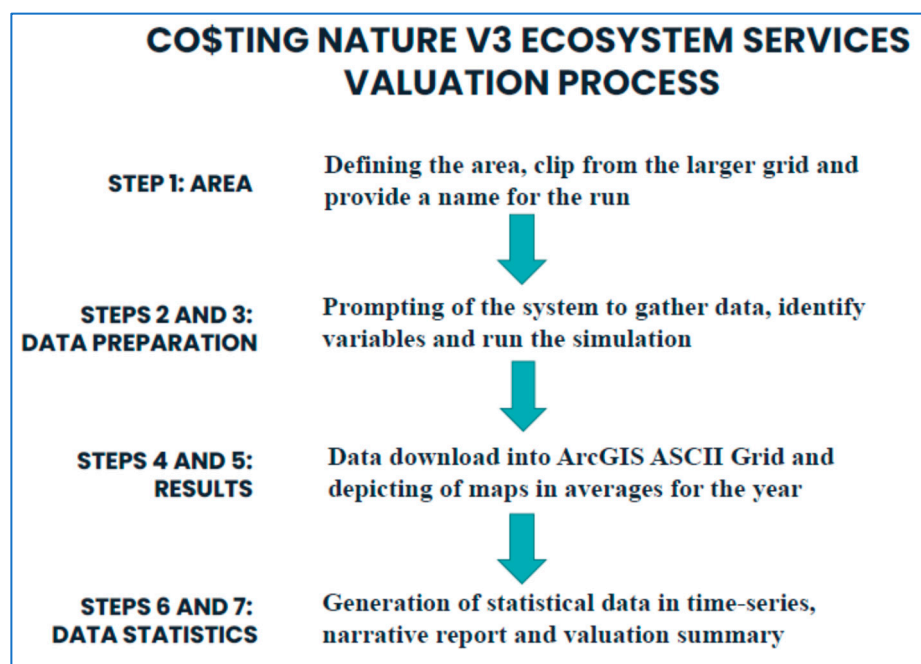 CO$TING NATURE V3 ECOSYSTEM SERVICES
VALUATION PROCESS
STEP 1: AREA
Defining the area, clip from the larger grid and
provide a name for the run
STEPS 2 AND 3:
DATA PREPARATION
Prompting of the system to gather data, identify
variables and run the simulation
STEPS 4 AND 5:
RESULTS
Data download into ArcGIS ASCII Grid and
depicting of maps in averages for the year
STEPS 6 AND 7:
DATA STATISTICS
Generation of statistical data in time-series,
narrative report and valuation summary